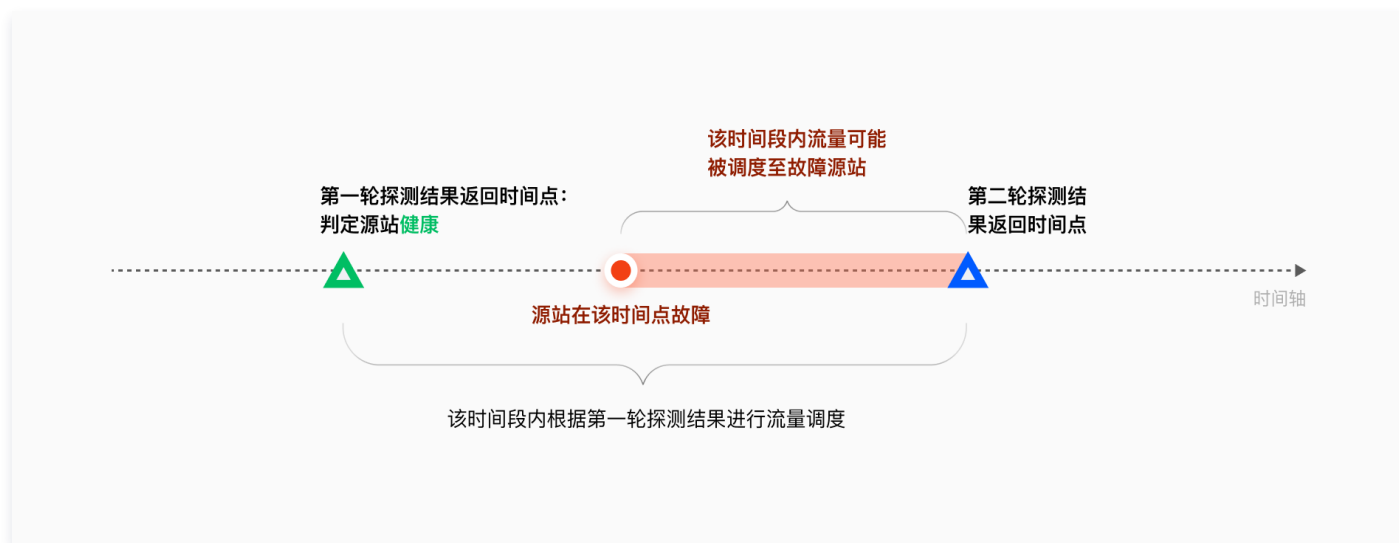 该时间段内流量可能
被调度至故障源站
第一轮探测结果返回时间点：
判定源站健康
第二轮探测结
果返回时间点
时间轴
源站在该时间点故障
该时间段内根据第一轮探测结果进行流量调度